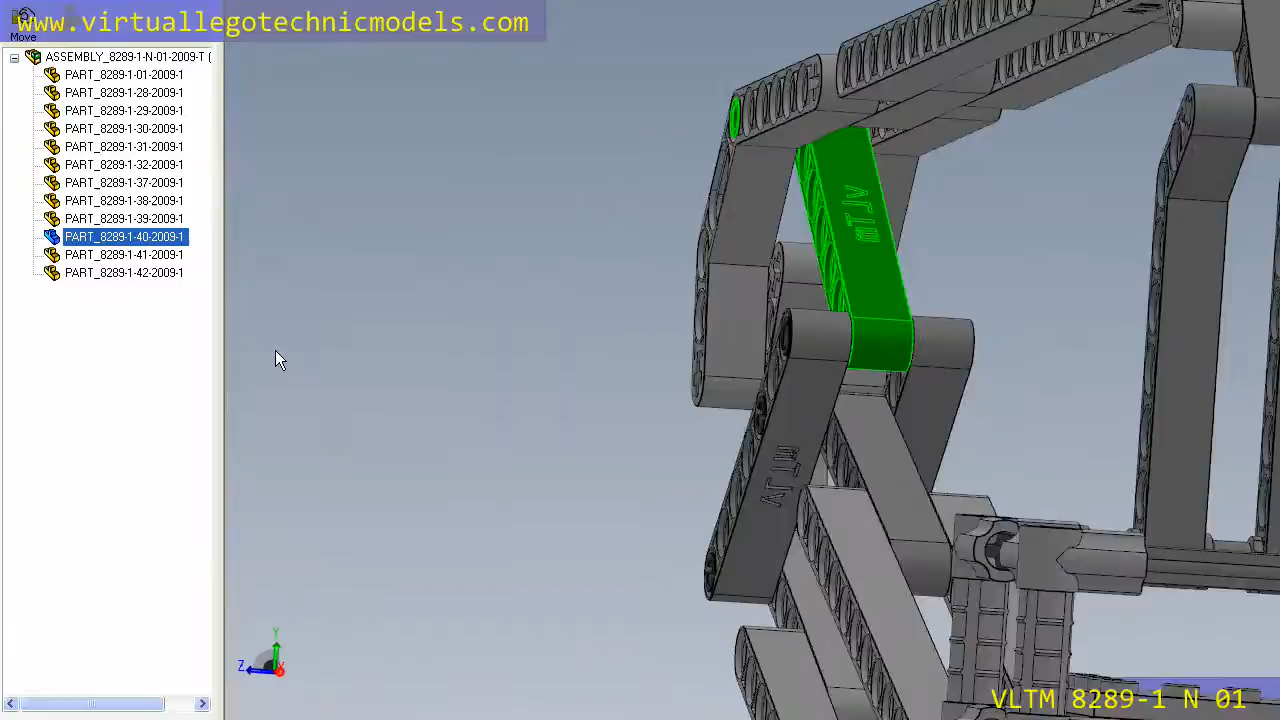 www.virtuallegotechnicmodels.com
Move
ASSEMBLY_8289-1-N-01-2009-T (
PART_8289-1-01-2009-1
PART_8289-1-28-2009-1
PART_8289-1-29-2009-1
PART_8289-1-30-2009-1
PART_8289-1-31-2009-1
PART_8289-1-32-2009-1
PART_8289-1-37-2009-1
PART_8289-1-38-2009-1
PART_8289-1-39-2009-1
PART_8289-1-40-2009-1
PART_8289-1-41-2009-1
PART_8289-1-42-2009-1
VLTM
VLTM
Y
Z
X
VLTM 8289-1 N 01